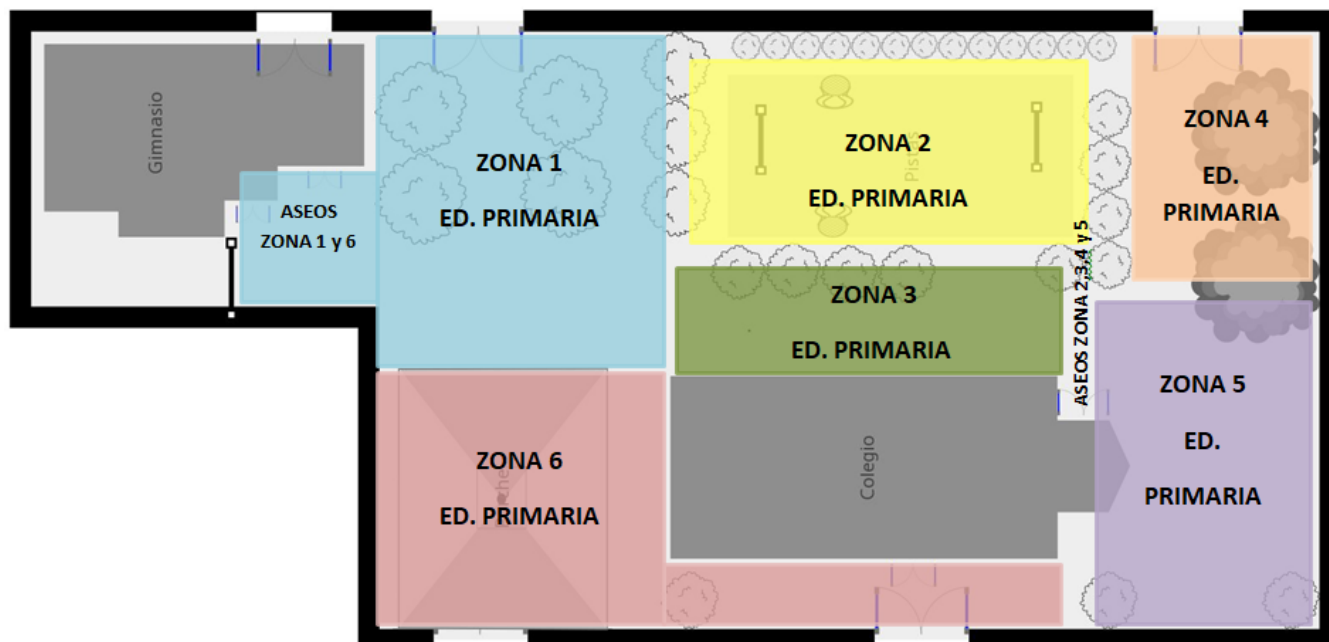 Gimnasio
ASEOS
ZONA 1 y 6
ZONA 1
ED. PRIMARIA
ZONA 2
ED. PRIMARIA
Pistas
ZONA 3
ED. PRIMARIA
ASEOS ZONA 2,3,4 y 5
ZONA 4
ED.
PRIMARIA
ZONA 5
ED.
PRIMARIA
ZONA 6
ED. PRIMARIA
Colegio